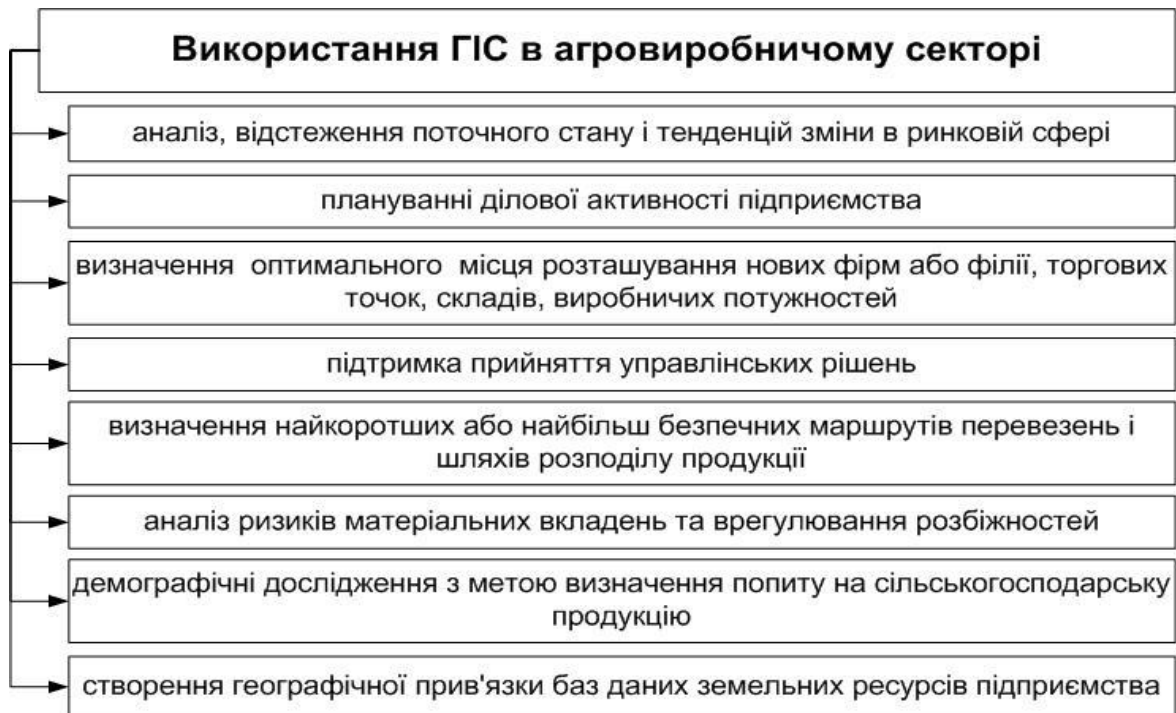 Використання ГІС в агровиробничому секторі
аналіз, відстеження поточного стану і тенденцій зміни в ринковій сфері
плануванні ділової активності підприємства
визначення оптимального місця розташування нових фірм або філії, торгових
точок, складів, виробничих потужностей
підтримка прийняття управлінських рішень
визначення найкоротших або найбільш безпечних маршрутів перевезень і
шляхів розподілу продукції
аналіз ризиків матеріальних вкладень та врегулювання розбіжностей
демографічні дослідження з метою визначення попиту на сільськогосподарську
продукцію
створення географічної прив'язки баз даних земельних ресурсів підприємства